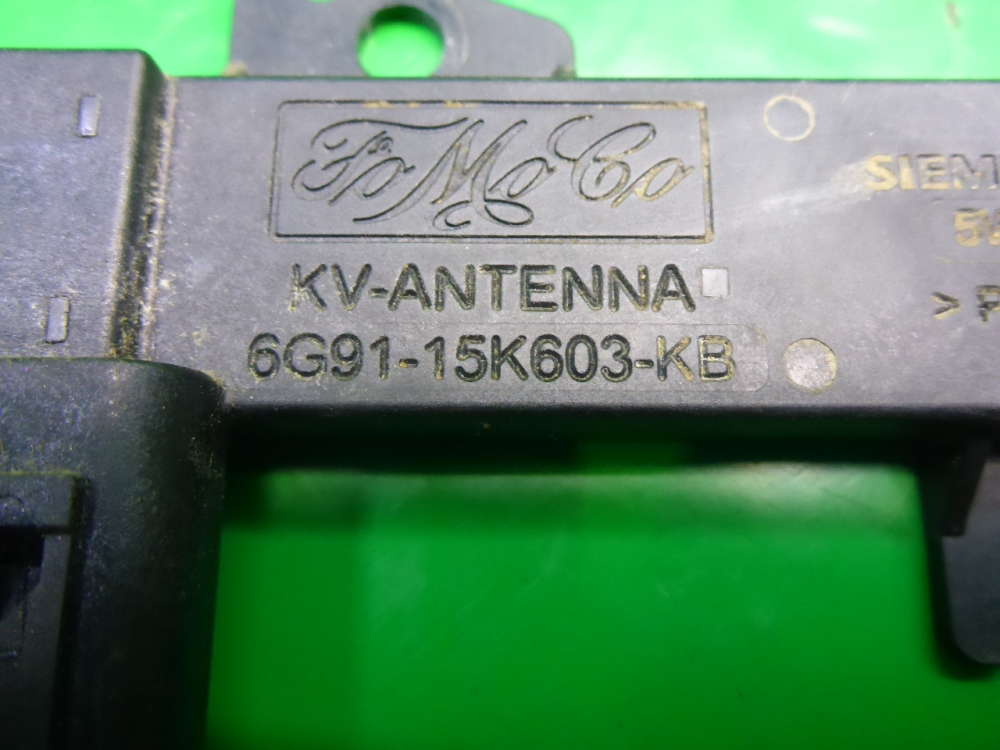 FoMoCo
KV-ANTENNA
6G91-15K603-KB